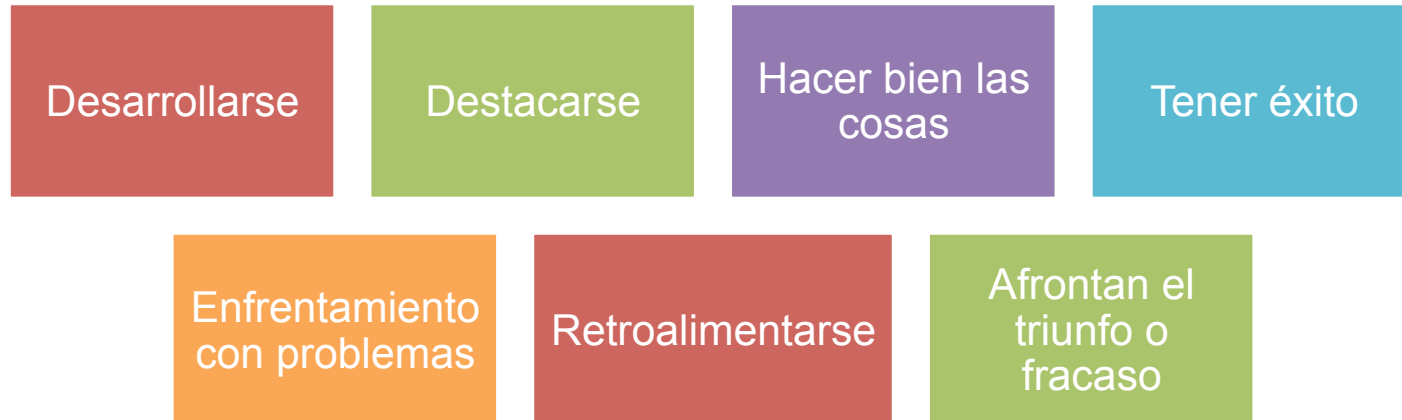 Desarrollarse
Destacarse
Hacer bien las
cosas
Tener éxito
Enfrentamiento
con problemas
Retroalimentarse
Afrontan el
triunfo o
fracaso